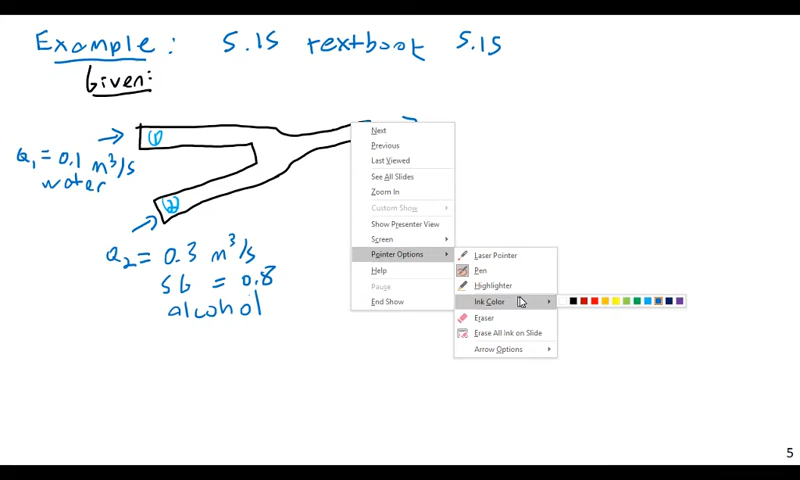 Example: 5.15 textbook 5.15
Given:
①
Q₁ = 0.1 m³/s
water
②
Q₂ = 0.3 m³/s
SG = 0.8
alcohol
Next
Previous
Last Viewed
See All Slides
Zoom In
Custom Show
Show Presenter View
Screen
Pointer Options
Help
Pause
End Show
Laser Pointer
Pen
Highlighter
Ink Color
Eraser
Erase All Ink on Slide
Arrow Options
5